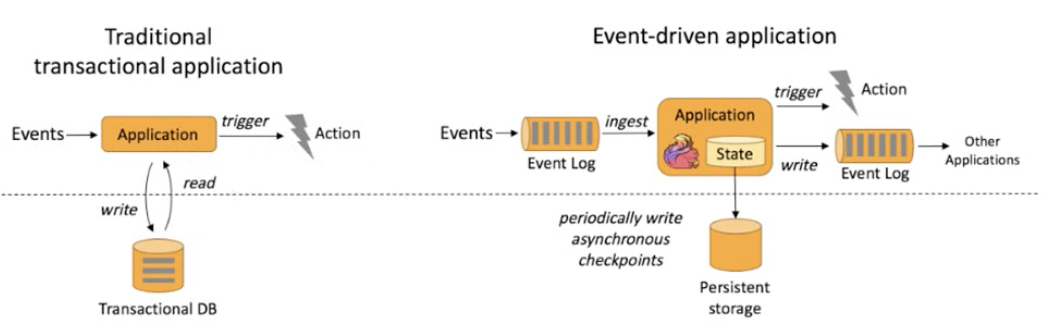 Traditional
transactional application
Events
Application
trigger
Action
write
read
Transactional DB
Event-driven application
Events
Event Log
ingest
Application
State
trigger
Action
write
Event Log
Other
Applications
periodically write
asynchronous
checkpoints
Persistent
storage